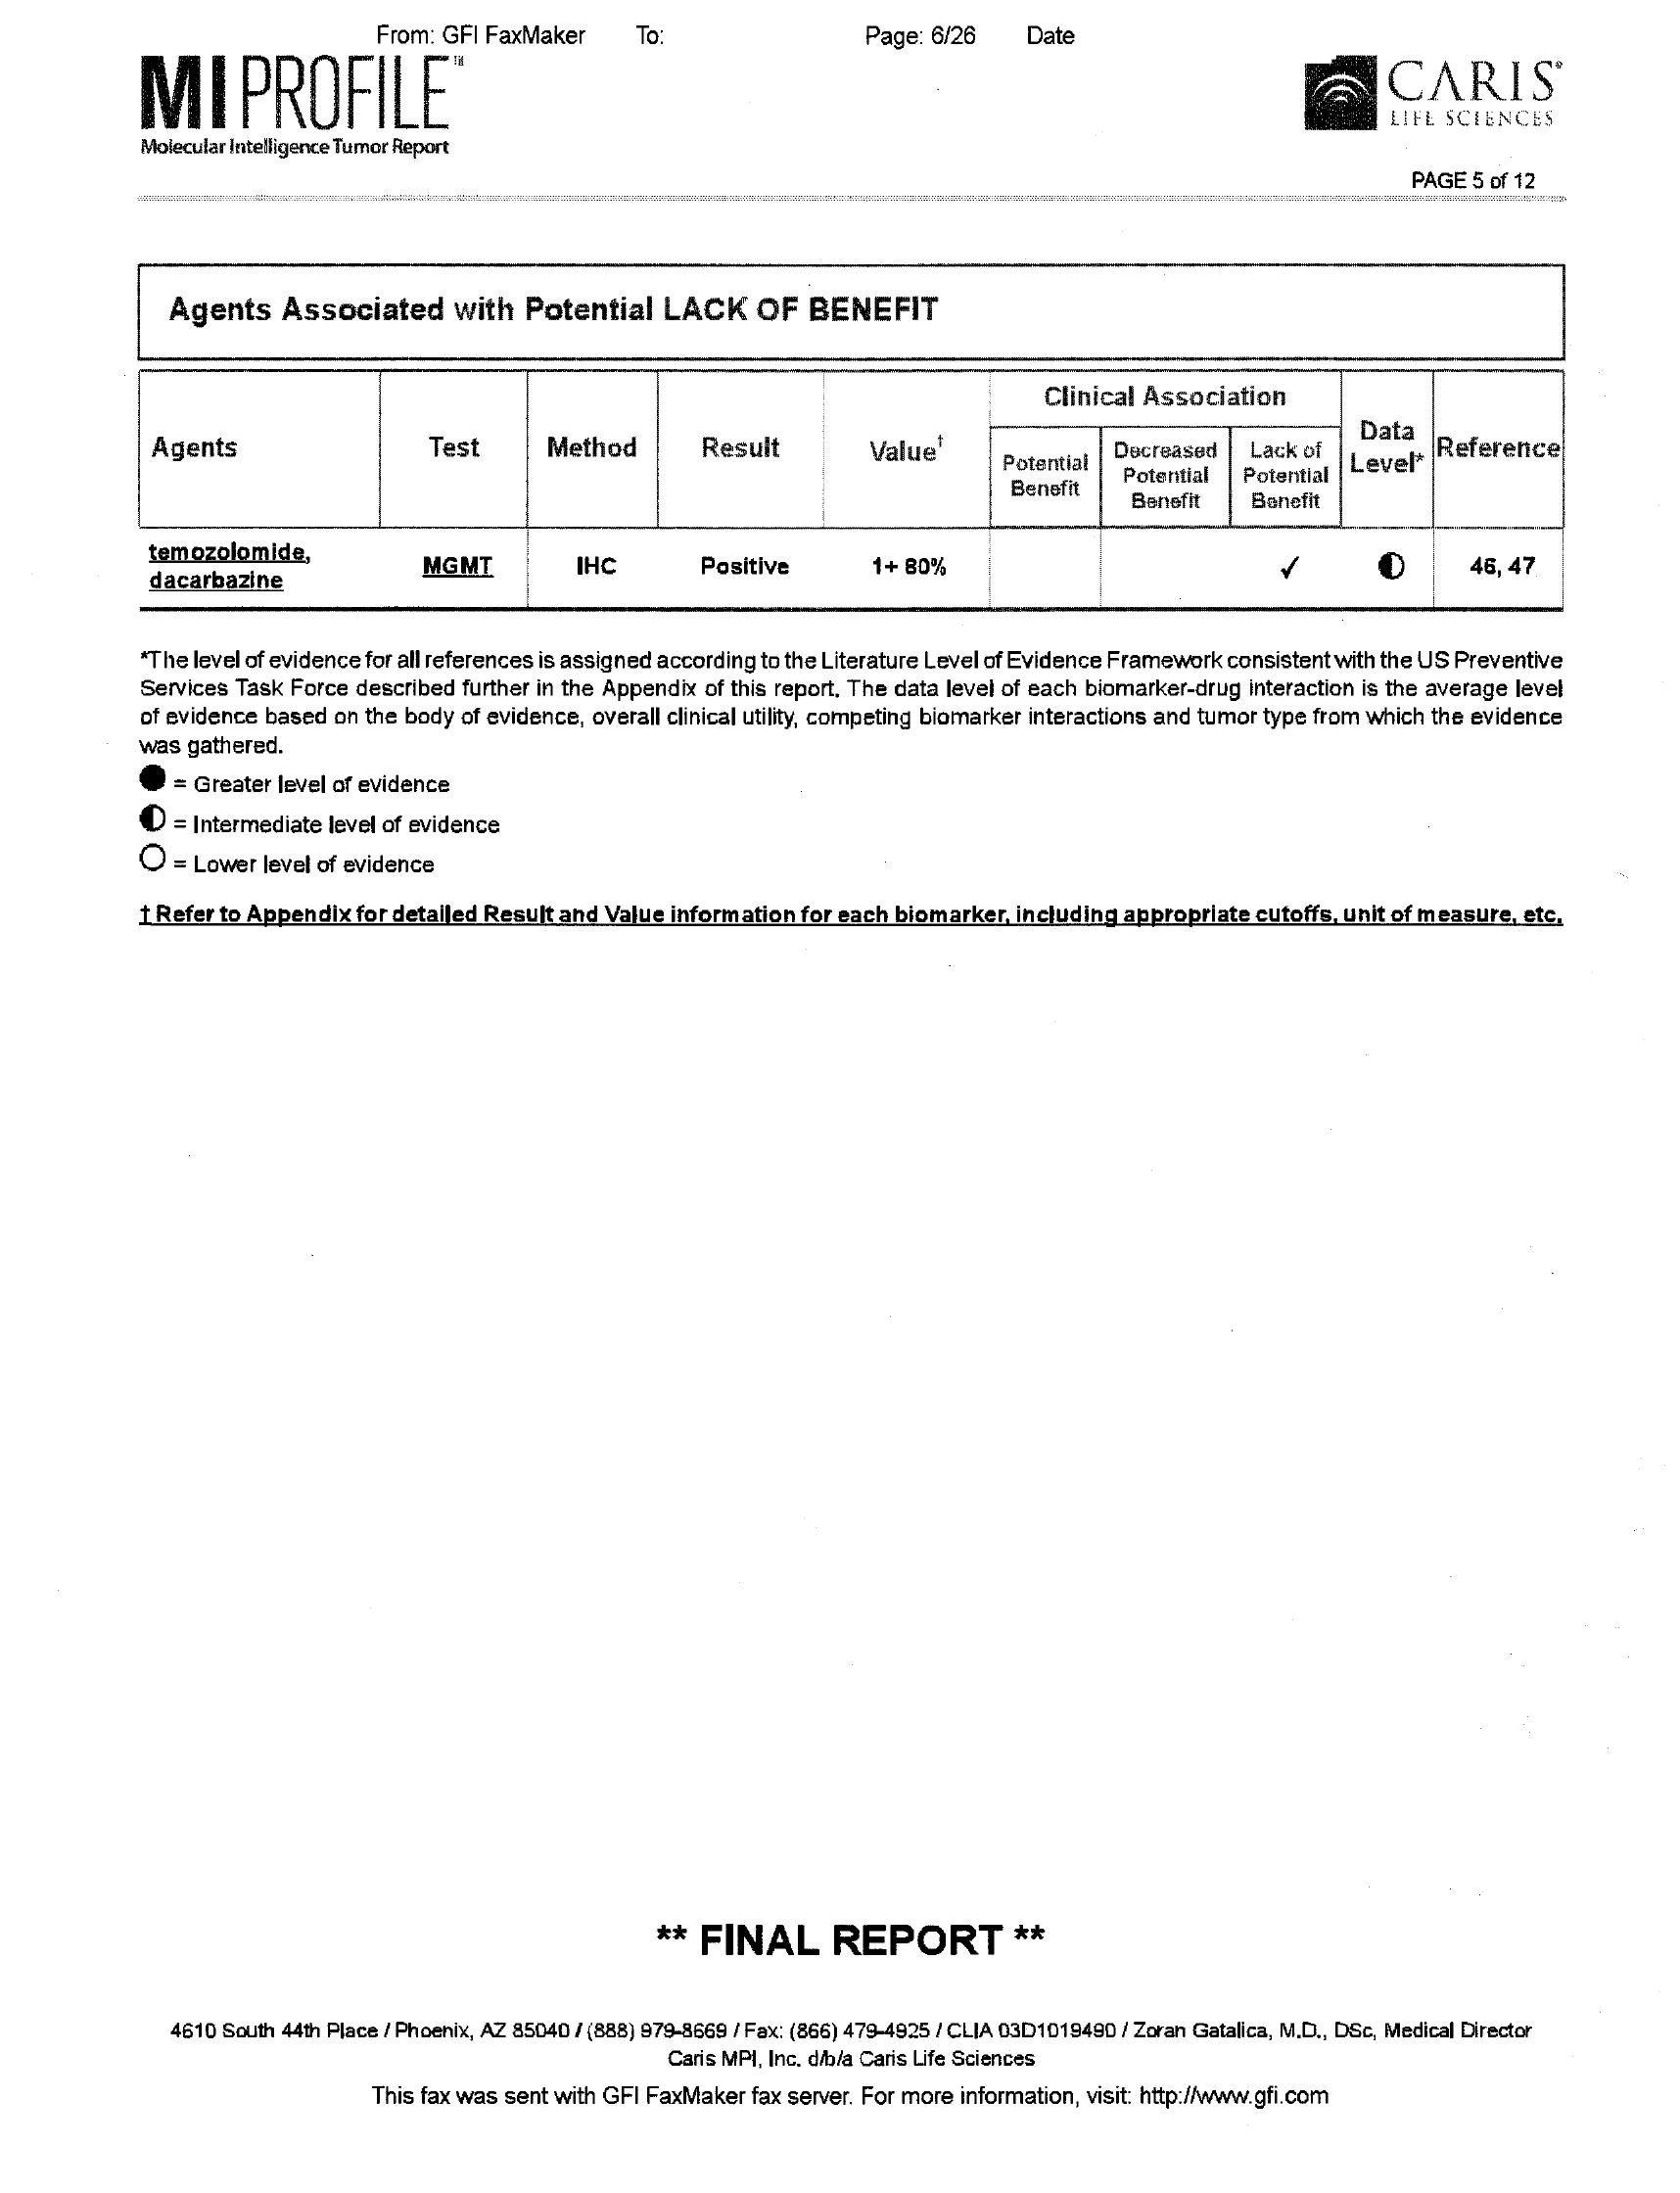 From: GFI FaxMaker To: Page: 6/26 Date
MI PROFILE™
Molecular Intelligence Tumor Report
CARIS®
LIFE SCIENCES
PAGE 5 of 12
Agents Associated with Potential LACK OF BENEFIT
Agents Test Method Result Value† Clinical Association Data Level* Reference
Potential Benefit Decreased Potential Benefit Lack of Potential Benefit
temozolomide, dacarbazine MGMT IHC Positive 1+ 80% ✓ ◐ 46, 47
*The level of evidence for all references is assigned according to the Literature Level of Evidence Framework consistent with the US Preventive
Services Task Force described further in the Appendix of this report. The data level of each biomarker-drug interaction is the average level
of evidence based on the body of evidence, overall clinical utility, competing biomarker interactions and tumor type from which the evidence
was gathered.
● = Greater level of evidence
◐ = Intermediate level of evidence
○ = Lower level of evidence
† Refer to Appendix for detailed Result and Value information for each biomarker, including appropriate cutoffs, unit of measure, etc.
** FINAL REPORT **
4610 South 44th Place / Phoenix, AZ 85040 / (888) 979-8669 / Fax: (866) 479-4925 / CLIA 03D1019490 / Zoran Gatalica, M.D., DSc, Medical Director
Caris MPI, Inc. d/b/a Caris Life Sciences
This fax was sent with GFI FaxMaker fax server. For more information, visit: http://www.gfi.com